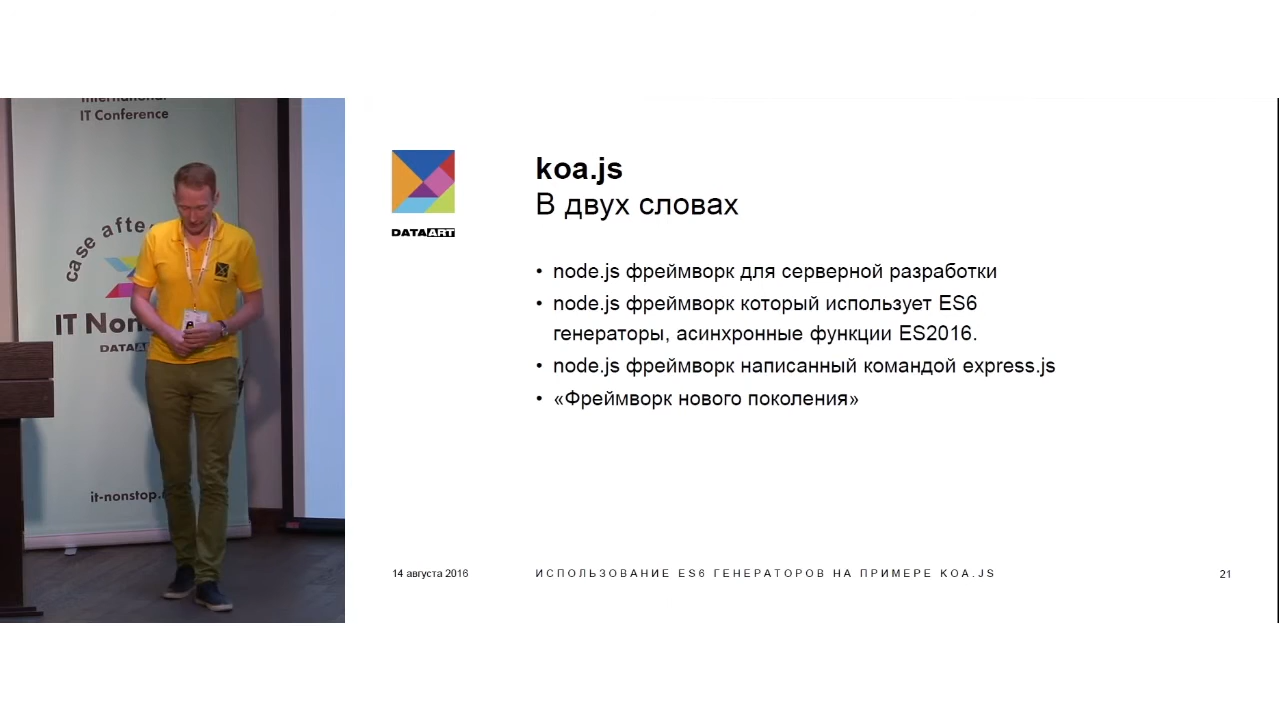 International
IT Conference
case afte
IT Nons
DATAA
it-nonstop.
DATAART
koa.js
В двух словах
• node.js фреймворк для серверной разработки
• node.js фреймворк который использует ES6
генераторы, асинхронные функции ES2016.
• node.js фреймворк написанный командой express.js
• «Фреймворк нового поколения»
14 августа 2016
ИСПОЛЬЗОВАНИЕ ES6 ГЕНЕРАТОРОВ НА ПРИМЕРЕ KOA.JS
21